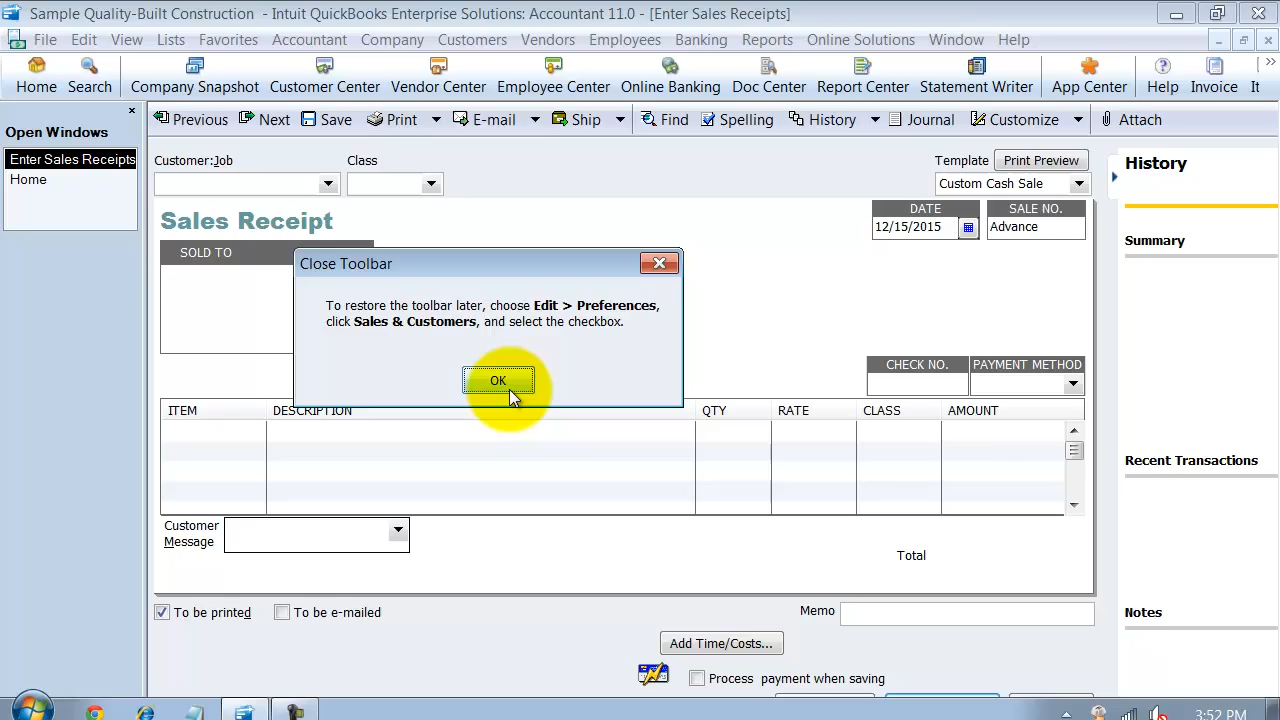 Sample Quality-Built Construction - Intuit QuickBooks Enterprise Solutions: Accountant 11.0 - [Enter Sales Receipts]
File Edit View Lists Favorites Accountant Company Customers Vendors Employees Banking Reports Online Solutions Window Help
Home Search Company Snapshot Customer Center Vendor Center Employee Center Online Banking Doc Center Report Center Statement Writer App Center Help Invoice It
Open Windows
Enter Sales Receipts
Home
Previous Next Save Print E-mail Ship Find Spelling History Journal Customize Attach
Customer:Job Class Template Print Preview
Custom Cash Sale
Sales Receipt
DATE SALE NO.
12/15/2015 Advance
SOLD TO
Close Toolbar
To restore the toolbar later, choose Edit > Preferences,
click Sales & Customers, and select the checkbox.
OK
CHECK NO. PAYMENT METHOD
ITEM DESCRIPTION QTY RATE CLASS AMOUNT
Customer
Message
Total
To be printed To be e-mailed Memo
Add Time/Costs...
Process payment when saving
History
Summary
Recent Transactions
Notes
3:52 PM